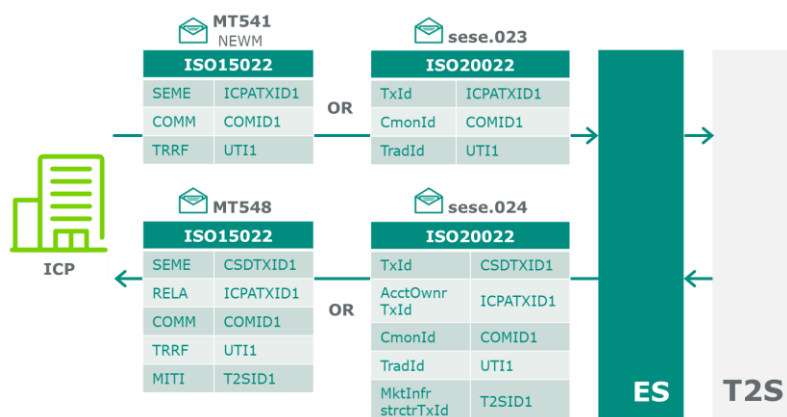 MT541
NEWM
ISO15022
SEME ICPATXID1
COMM COMID1
TRRF UTI1
OR
sese.023
ISO20022
TxId ICPATXID1
CmonId COMID1
TradId UTI1
ICP
MT548
ISO15022
SEME CSDTXID1
RELA ICPATXID1
COMM COMID1
TRRF UTI1
MITI T2SID1
OR
sese.024
ISO20022
TxId CSDTXID1
AcctOwnr
TxId ICPATXID1
CmonId COMID1
TradId UTI1
MktInfr
strctrTxId T2SID1
ES
T2S